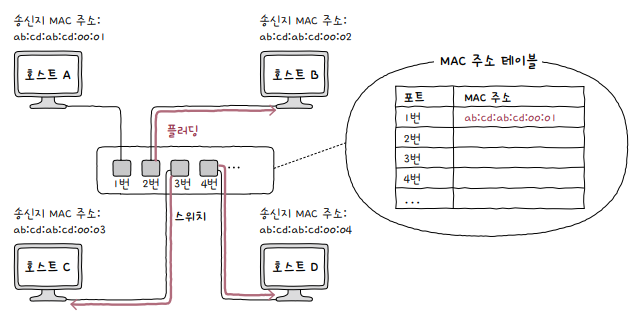 송신지 MAC 주소:
ab:cd:ab:cd:00:01
호스트 A
송신지 MAC 주소:
ab:cd:ab:cd:00:02
호스트 B
플러딩
1번 2번 3번 4번 ...
스위치
송신지 MAC 주소:
ab:cd:ab:cd:00:03
호스트 C
송신지 MAC 주소:
ab:cd:ab:cd:00:04
호스트 D
MAC 주소 테이블
포트 MAC 주소
1번 ab:cd:ab:cd:00:01
2번
3번
4번
...